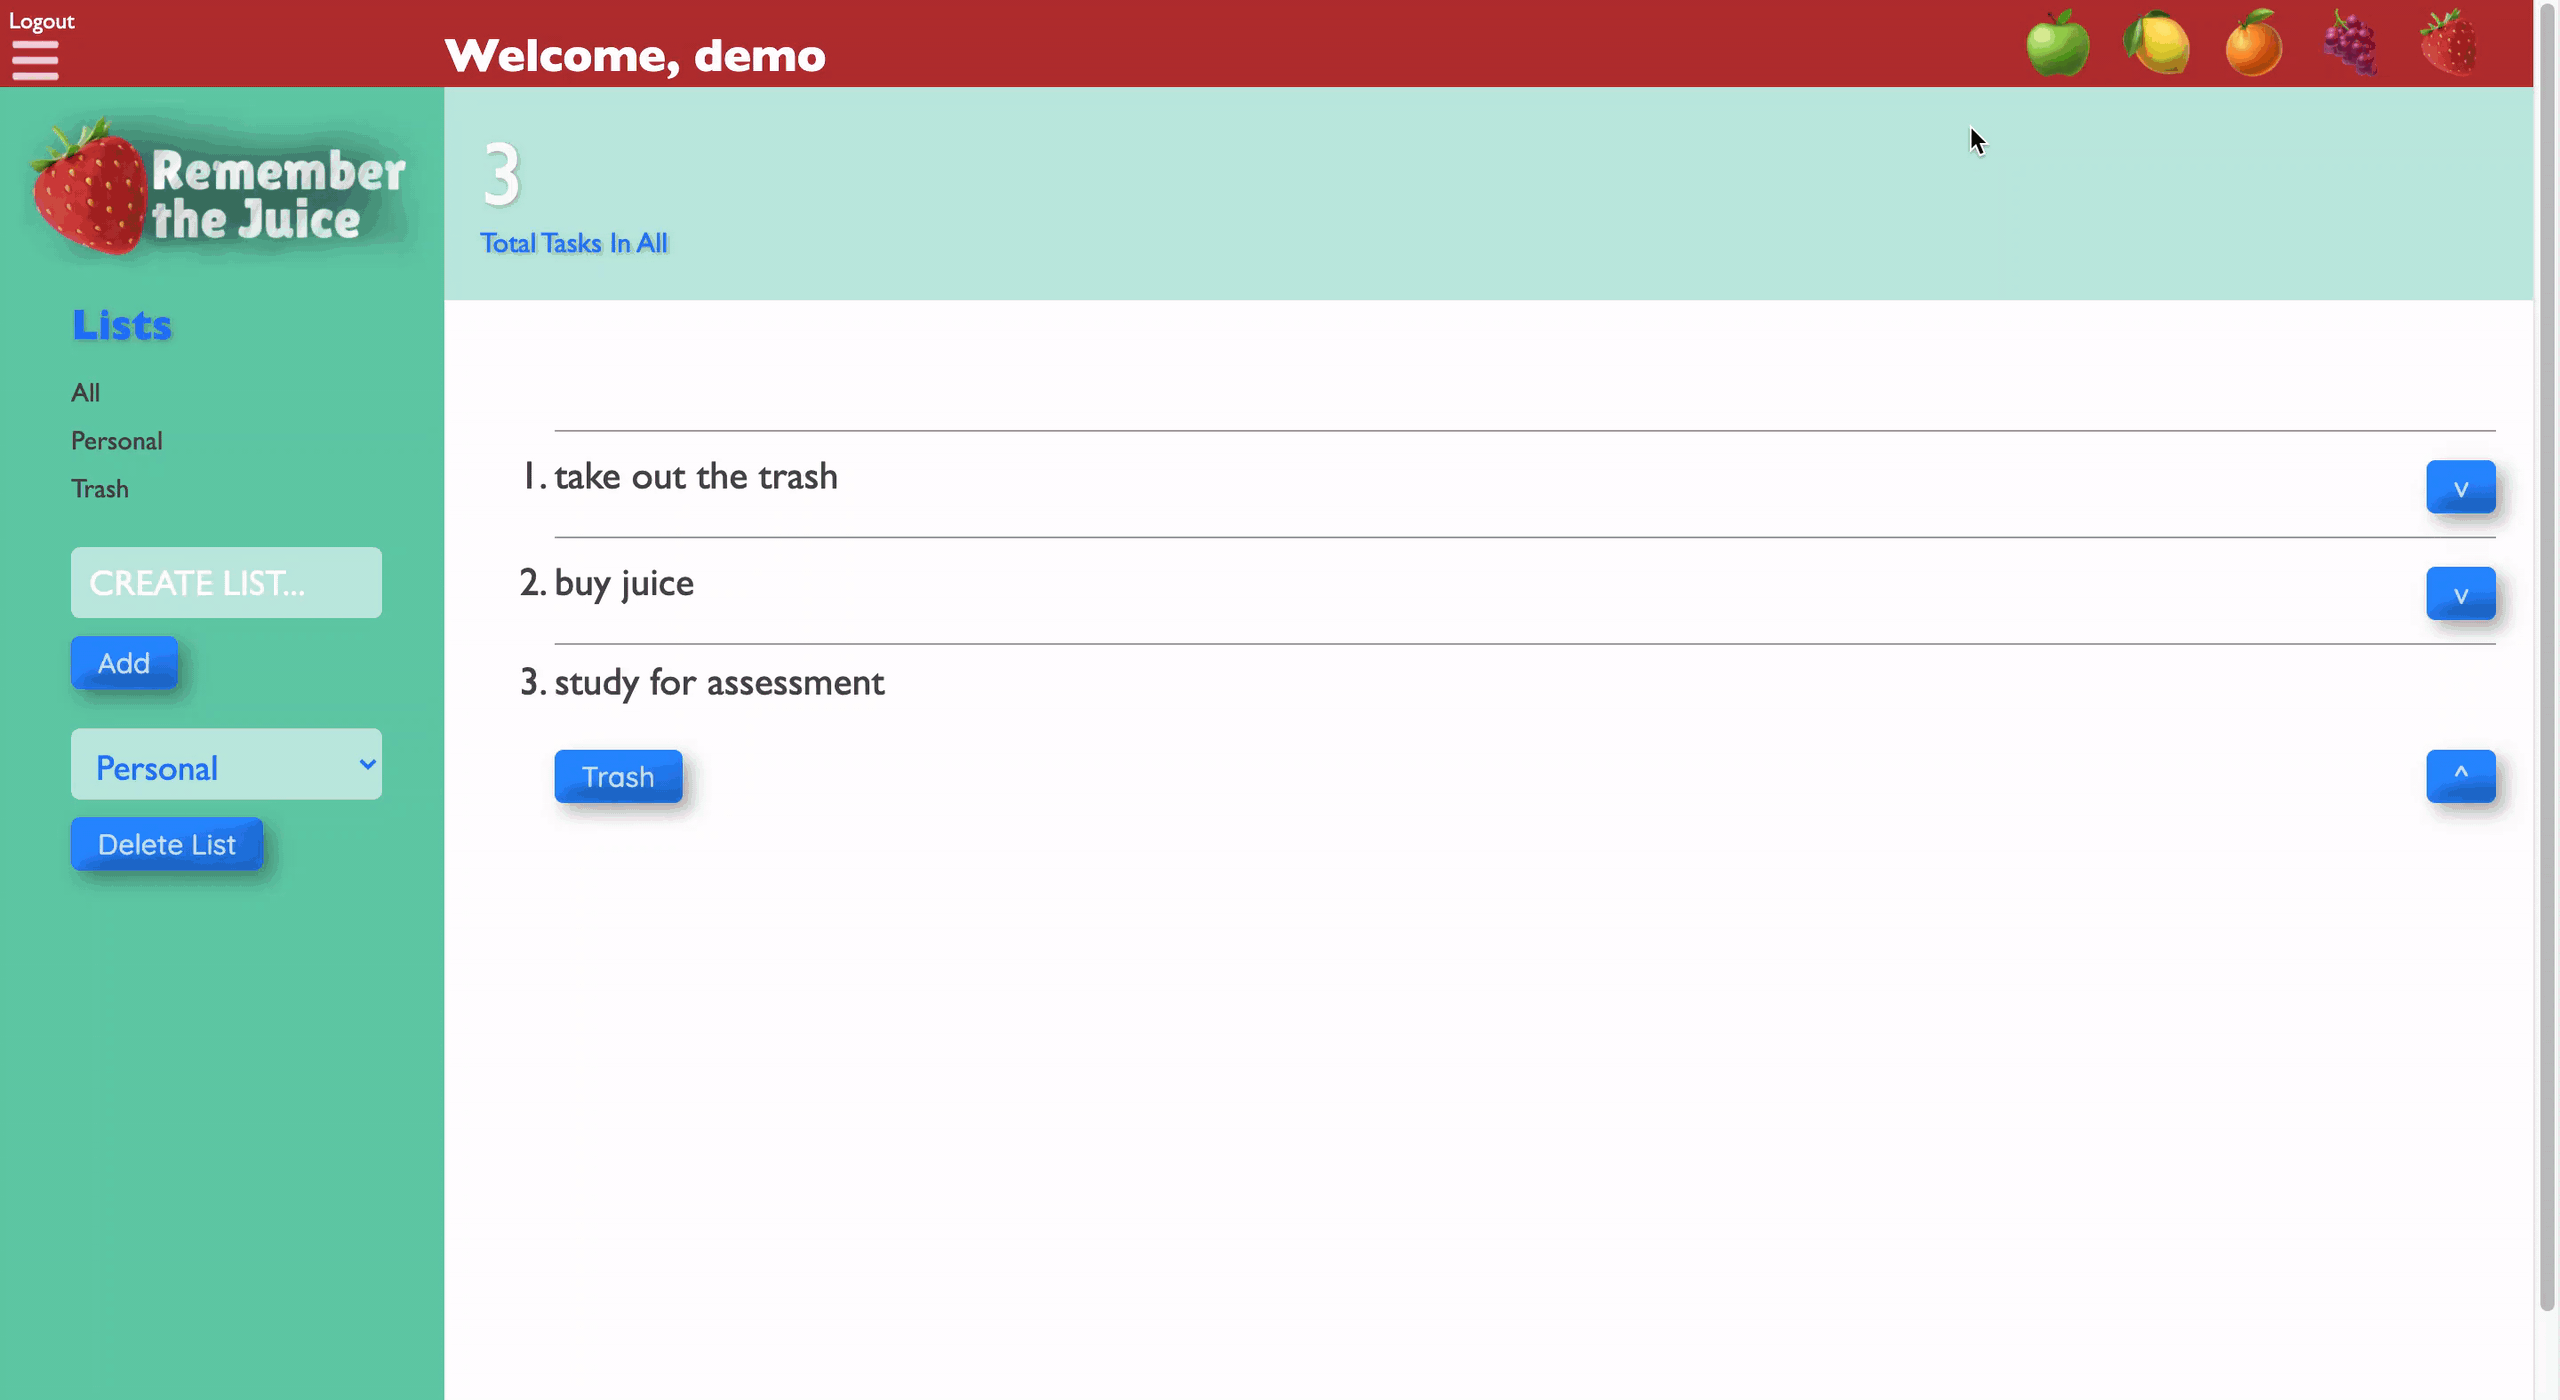 Logout
Welcome, demo
Remember
the Juice
Lists
All
Personal
Trash
CREATE LIST...
Add
Personal
Delete List
3
Total Tasks In All
1. take out the trash
v
2. buy juice
v
3. study for assessment
Trash
^